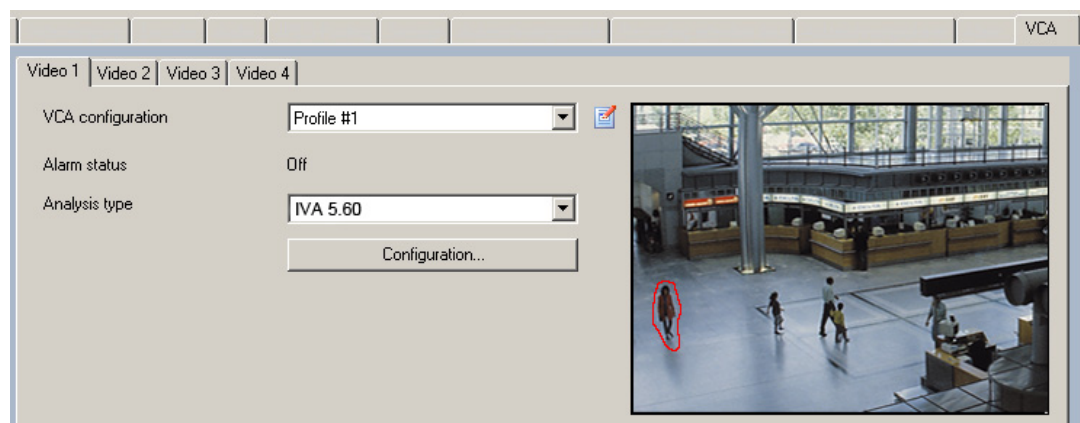 VCA
Video 1 Video 2 Video 3 Video 4
VCA configuration Profile #1
Alarm status Off
Analysis type IVA 5.60
Configuration...